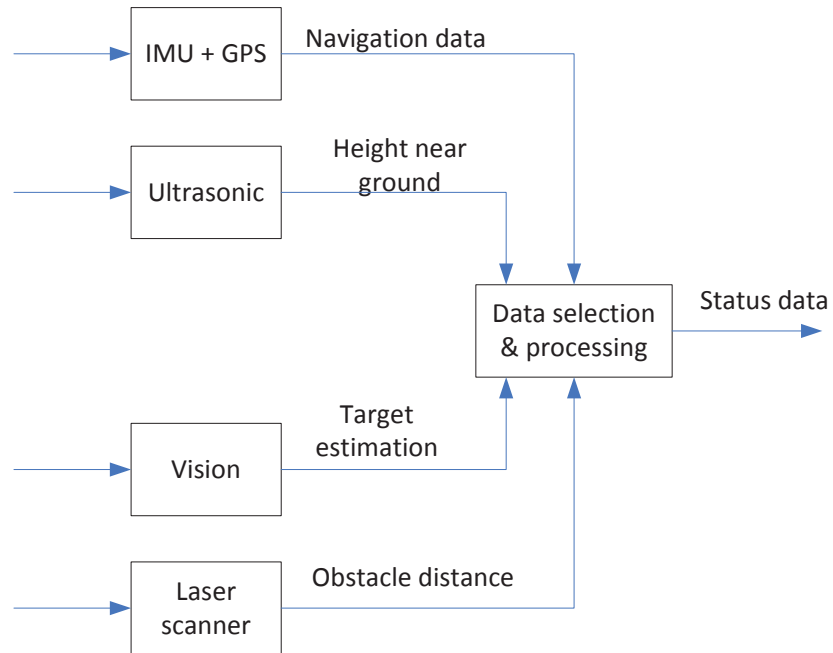 IMU + GPS
Navigation data
Ultrasonic
Height near
ground
Data selection
& processing
Status data
Vision
Target
estimation
Laser
scanner
Obstacle distance